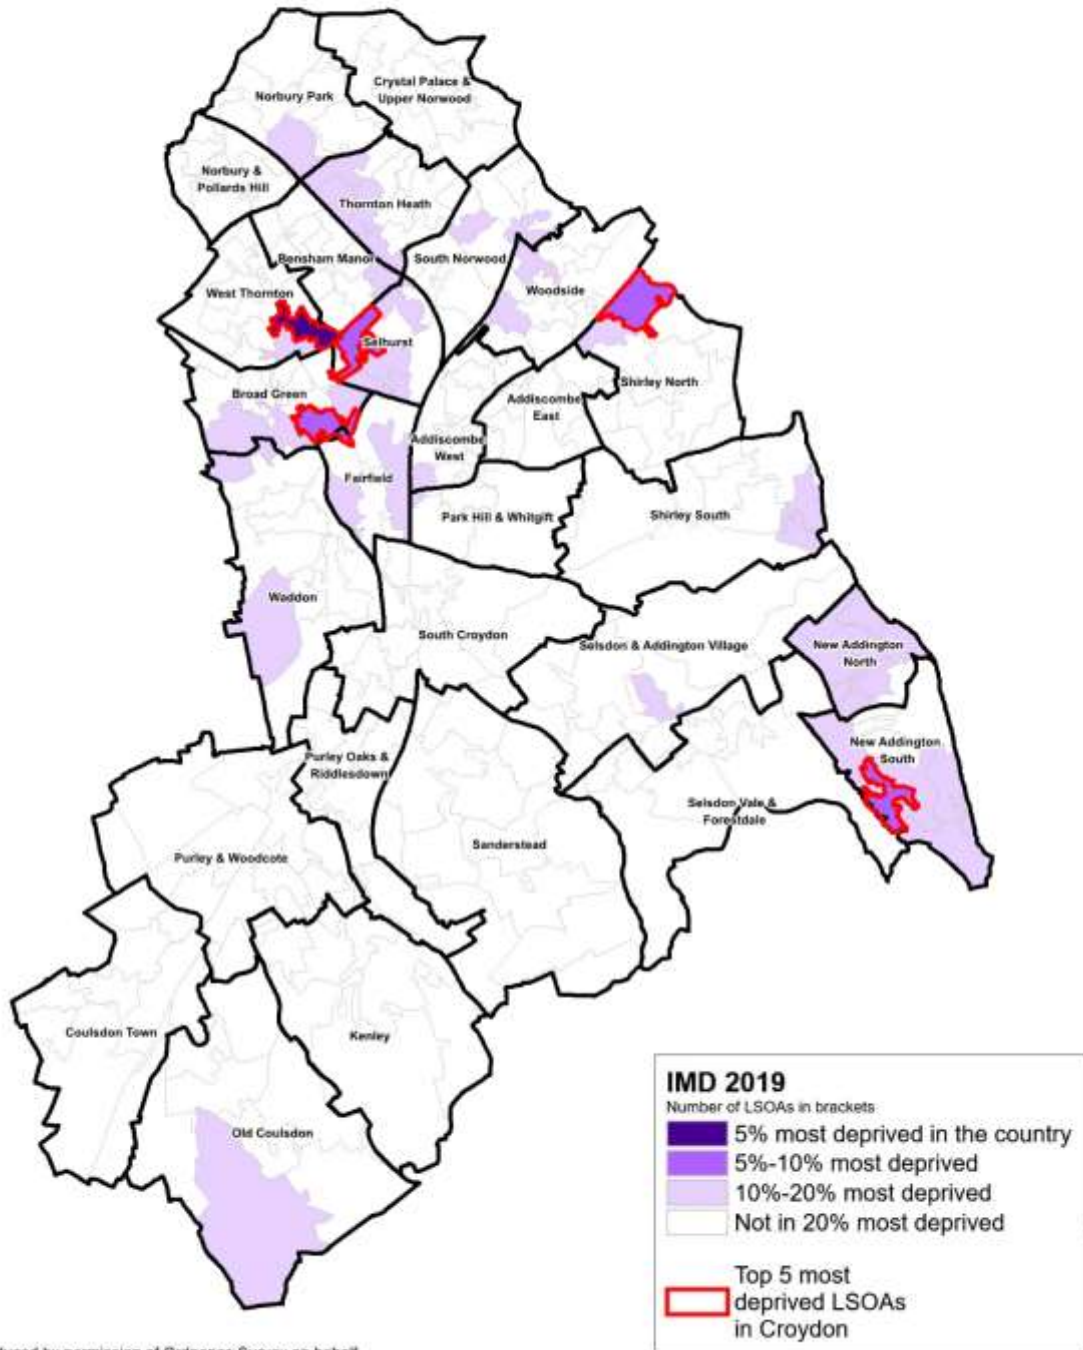 Crystal Palace &
Upper Norwood
Norbury Park
Norbury &
Pollards Hill
Thornton Heath
Bensham Manor
South Norwood
West Thornton
Woodside
Selhurst
Shirley North
Broad Green
Addiscombe
East
Addiscombe
West
Fairfield
Park Hill & Whitgift
Shirley South
Waddon
South Croydon
Selsdon & Addington Village
New Addington
North
New Addington
South
Purley Oaks &
Riddlesdown
Selsdon Vale &
Forestdale
Sanderstead
Purley & Woodcote
Coulsdon Town
Kenley
Old Coulsdon
IMD 2019
Number of LSOAs in brackets
5% most deprived in the country
5%-10% most deprived
10%-20% most deprived
Not in 20% most deprived
Top 5 most
deprived LSOAs
in Croydon